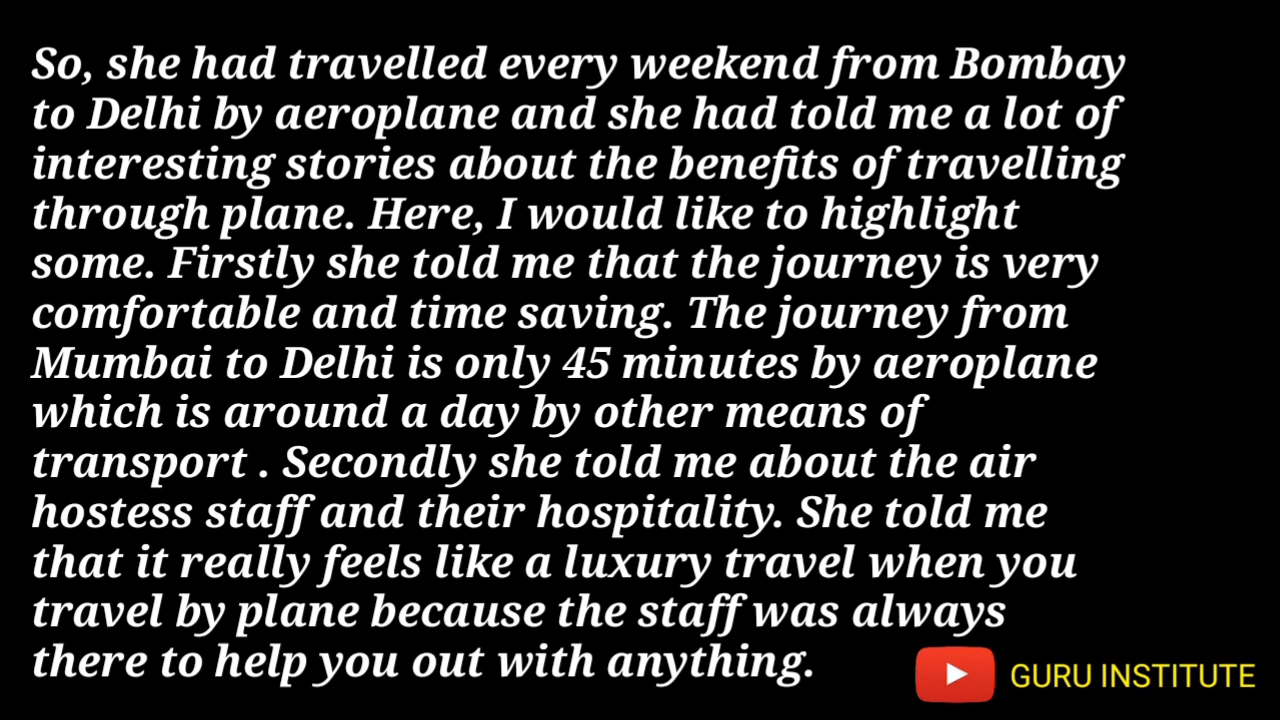 So, she had travelled every weekend from Bombay
to Delhi by aeroplane and she had told me a lot of
interesting stories about the benefits of travelling
through plane. Here, I would like to highlight
some. Firstly she told me that the journey is very
comfortable and time saving. The journey from
Mumbai to Delhi is only 45 minutes by aeroplane
which is around a day by other means of
transport . Secondly she told me about the air
hostess staff and their hospitality. She told me
that it really feels like a luxury travel when you
travel by plane because the staff was always
there to help you out with anything.
GURU INSTITUTE